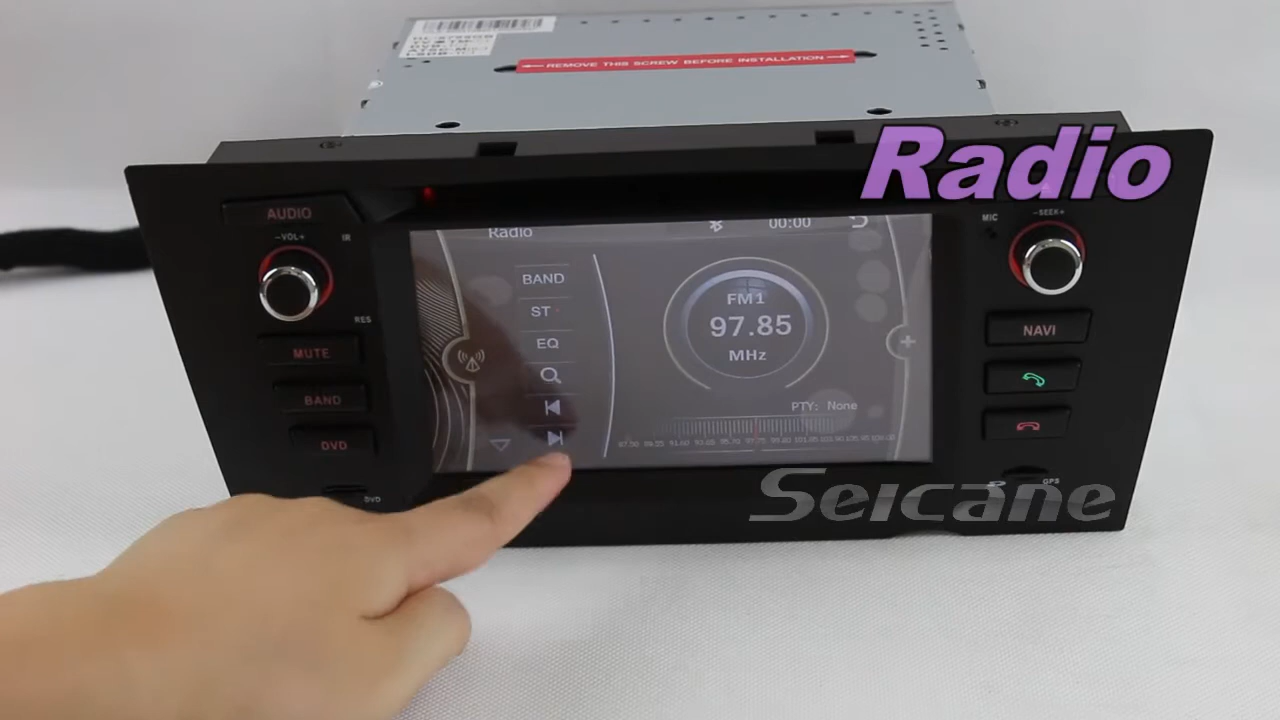 REMOVE THIS SCREW BEFORE INSTALLATION
Radio
AUDIO
－VOL＋
IR
RES
MUTE
BAND
DVD
DVD
Radio
00:00
BAND
ST
EQ
FM1
97.85
MHz
PTY: None
MIC
－SEEK＋
NAVI
GPS
Seicane